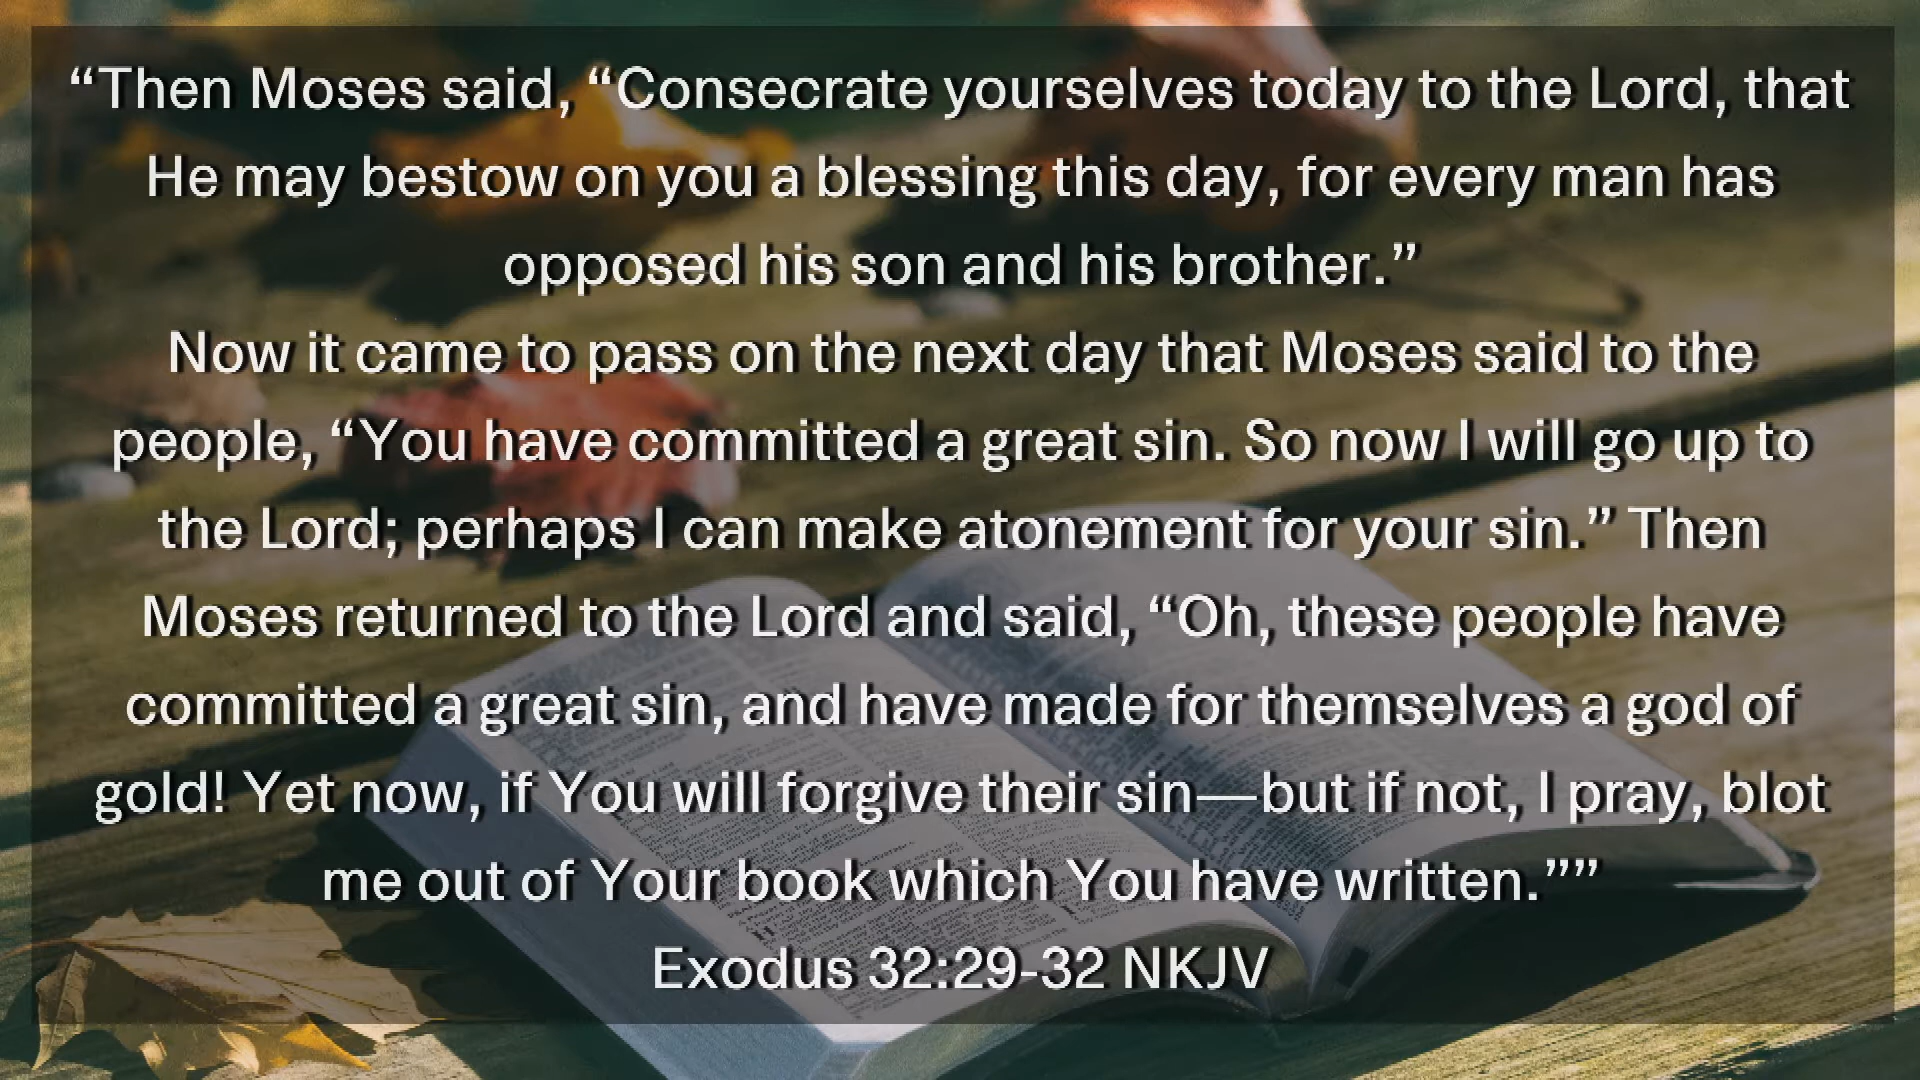 “Then Moses said, “Consecrate yourselves today to the Lord, that
He may bestow on you a blessing this day, for every man has
opposed his son and his brother.”
Now it came to pass on the next day that Moses said to the
people, “You have committed a great sin. So now I will go up to
the Lord; perhaps I can make atonement for your sin.” Then
Moses returned to the Lord and said, “Oh, these people have
committed a great sin, and have made for themselves a god of
gold! Yet now, if You will forgive their sin—but if not, I pray, blot
me out of Your book which You have written.””
Exodus 32:29-32 NKJV